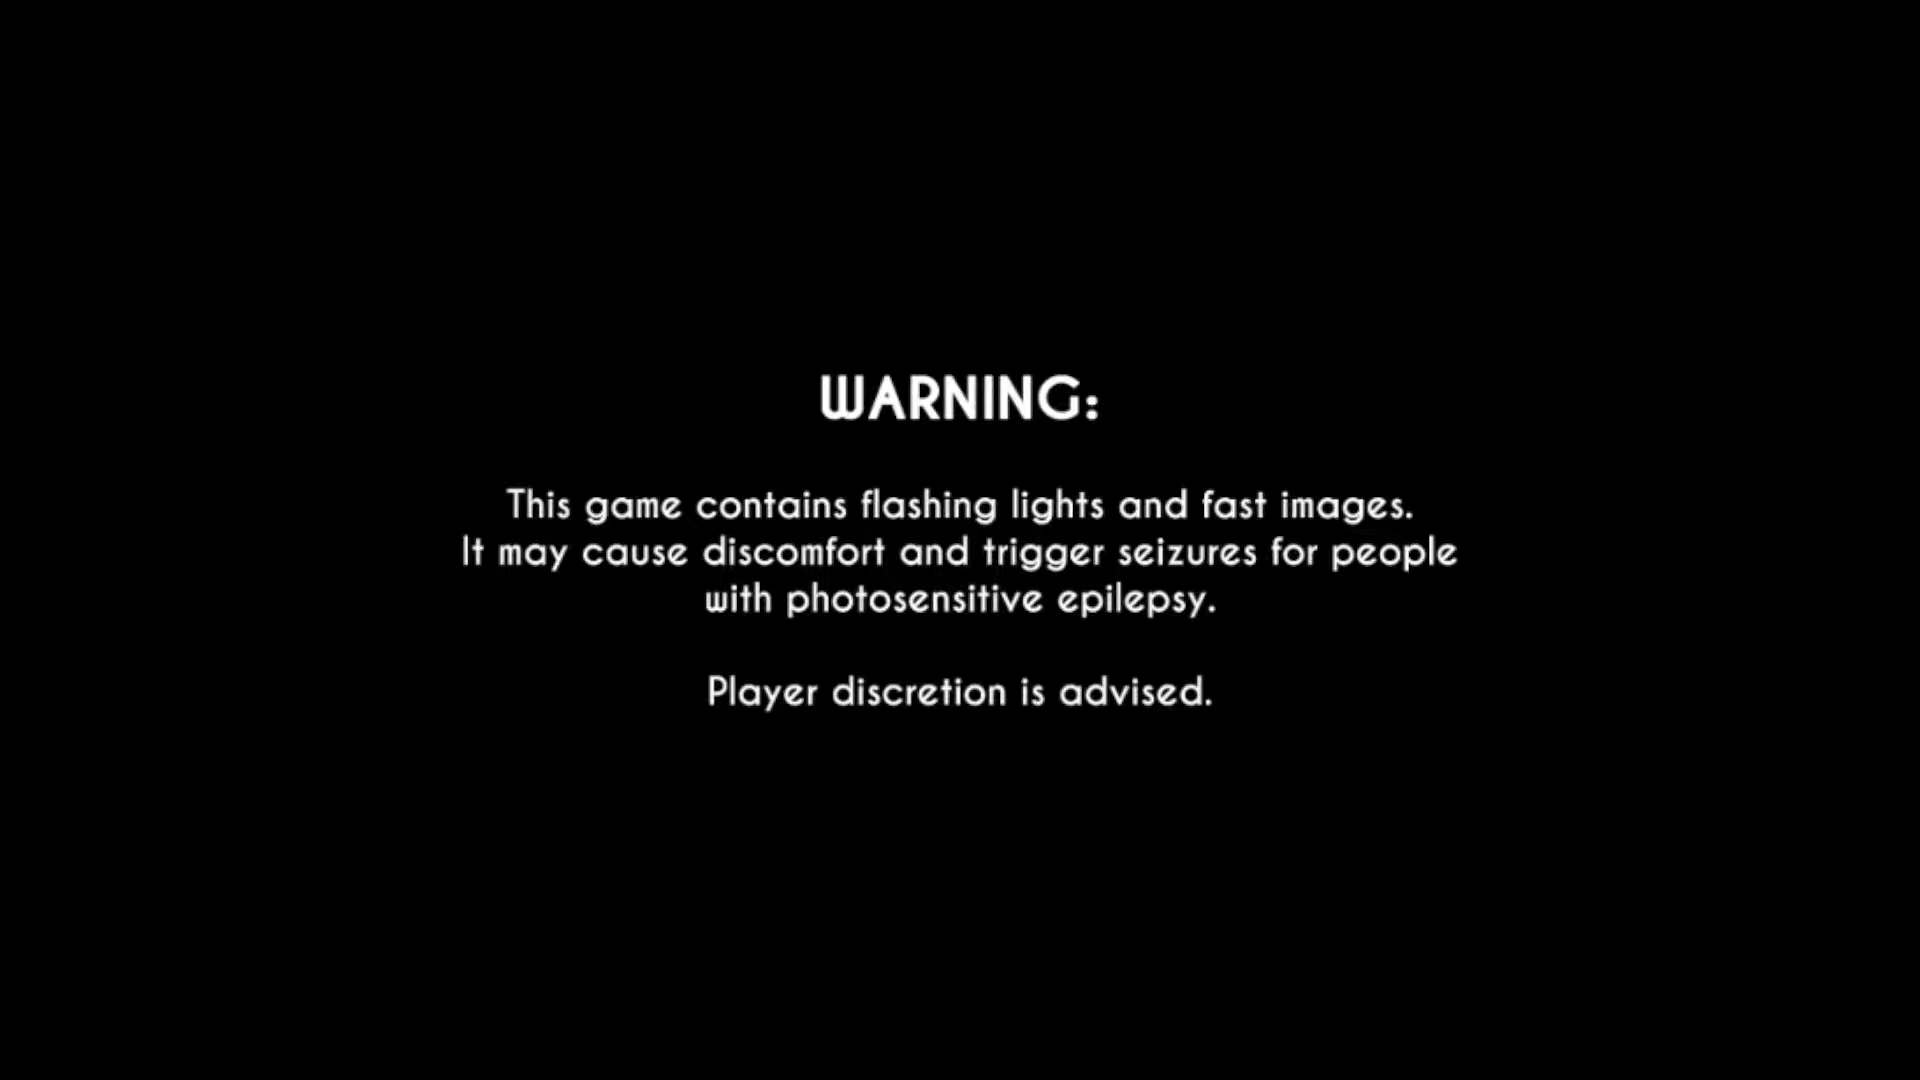 WARNING:
This game contains flashing lights and fast images.
It may cause discomfort and trigger seizures for people
with photosensitive epilepsy.
Player discretion is advised.